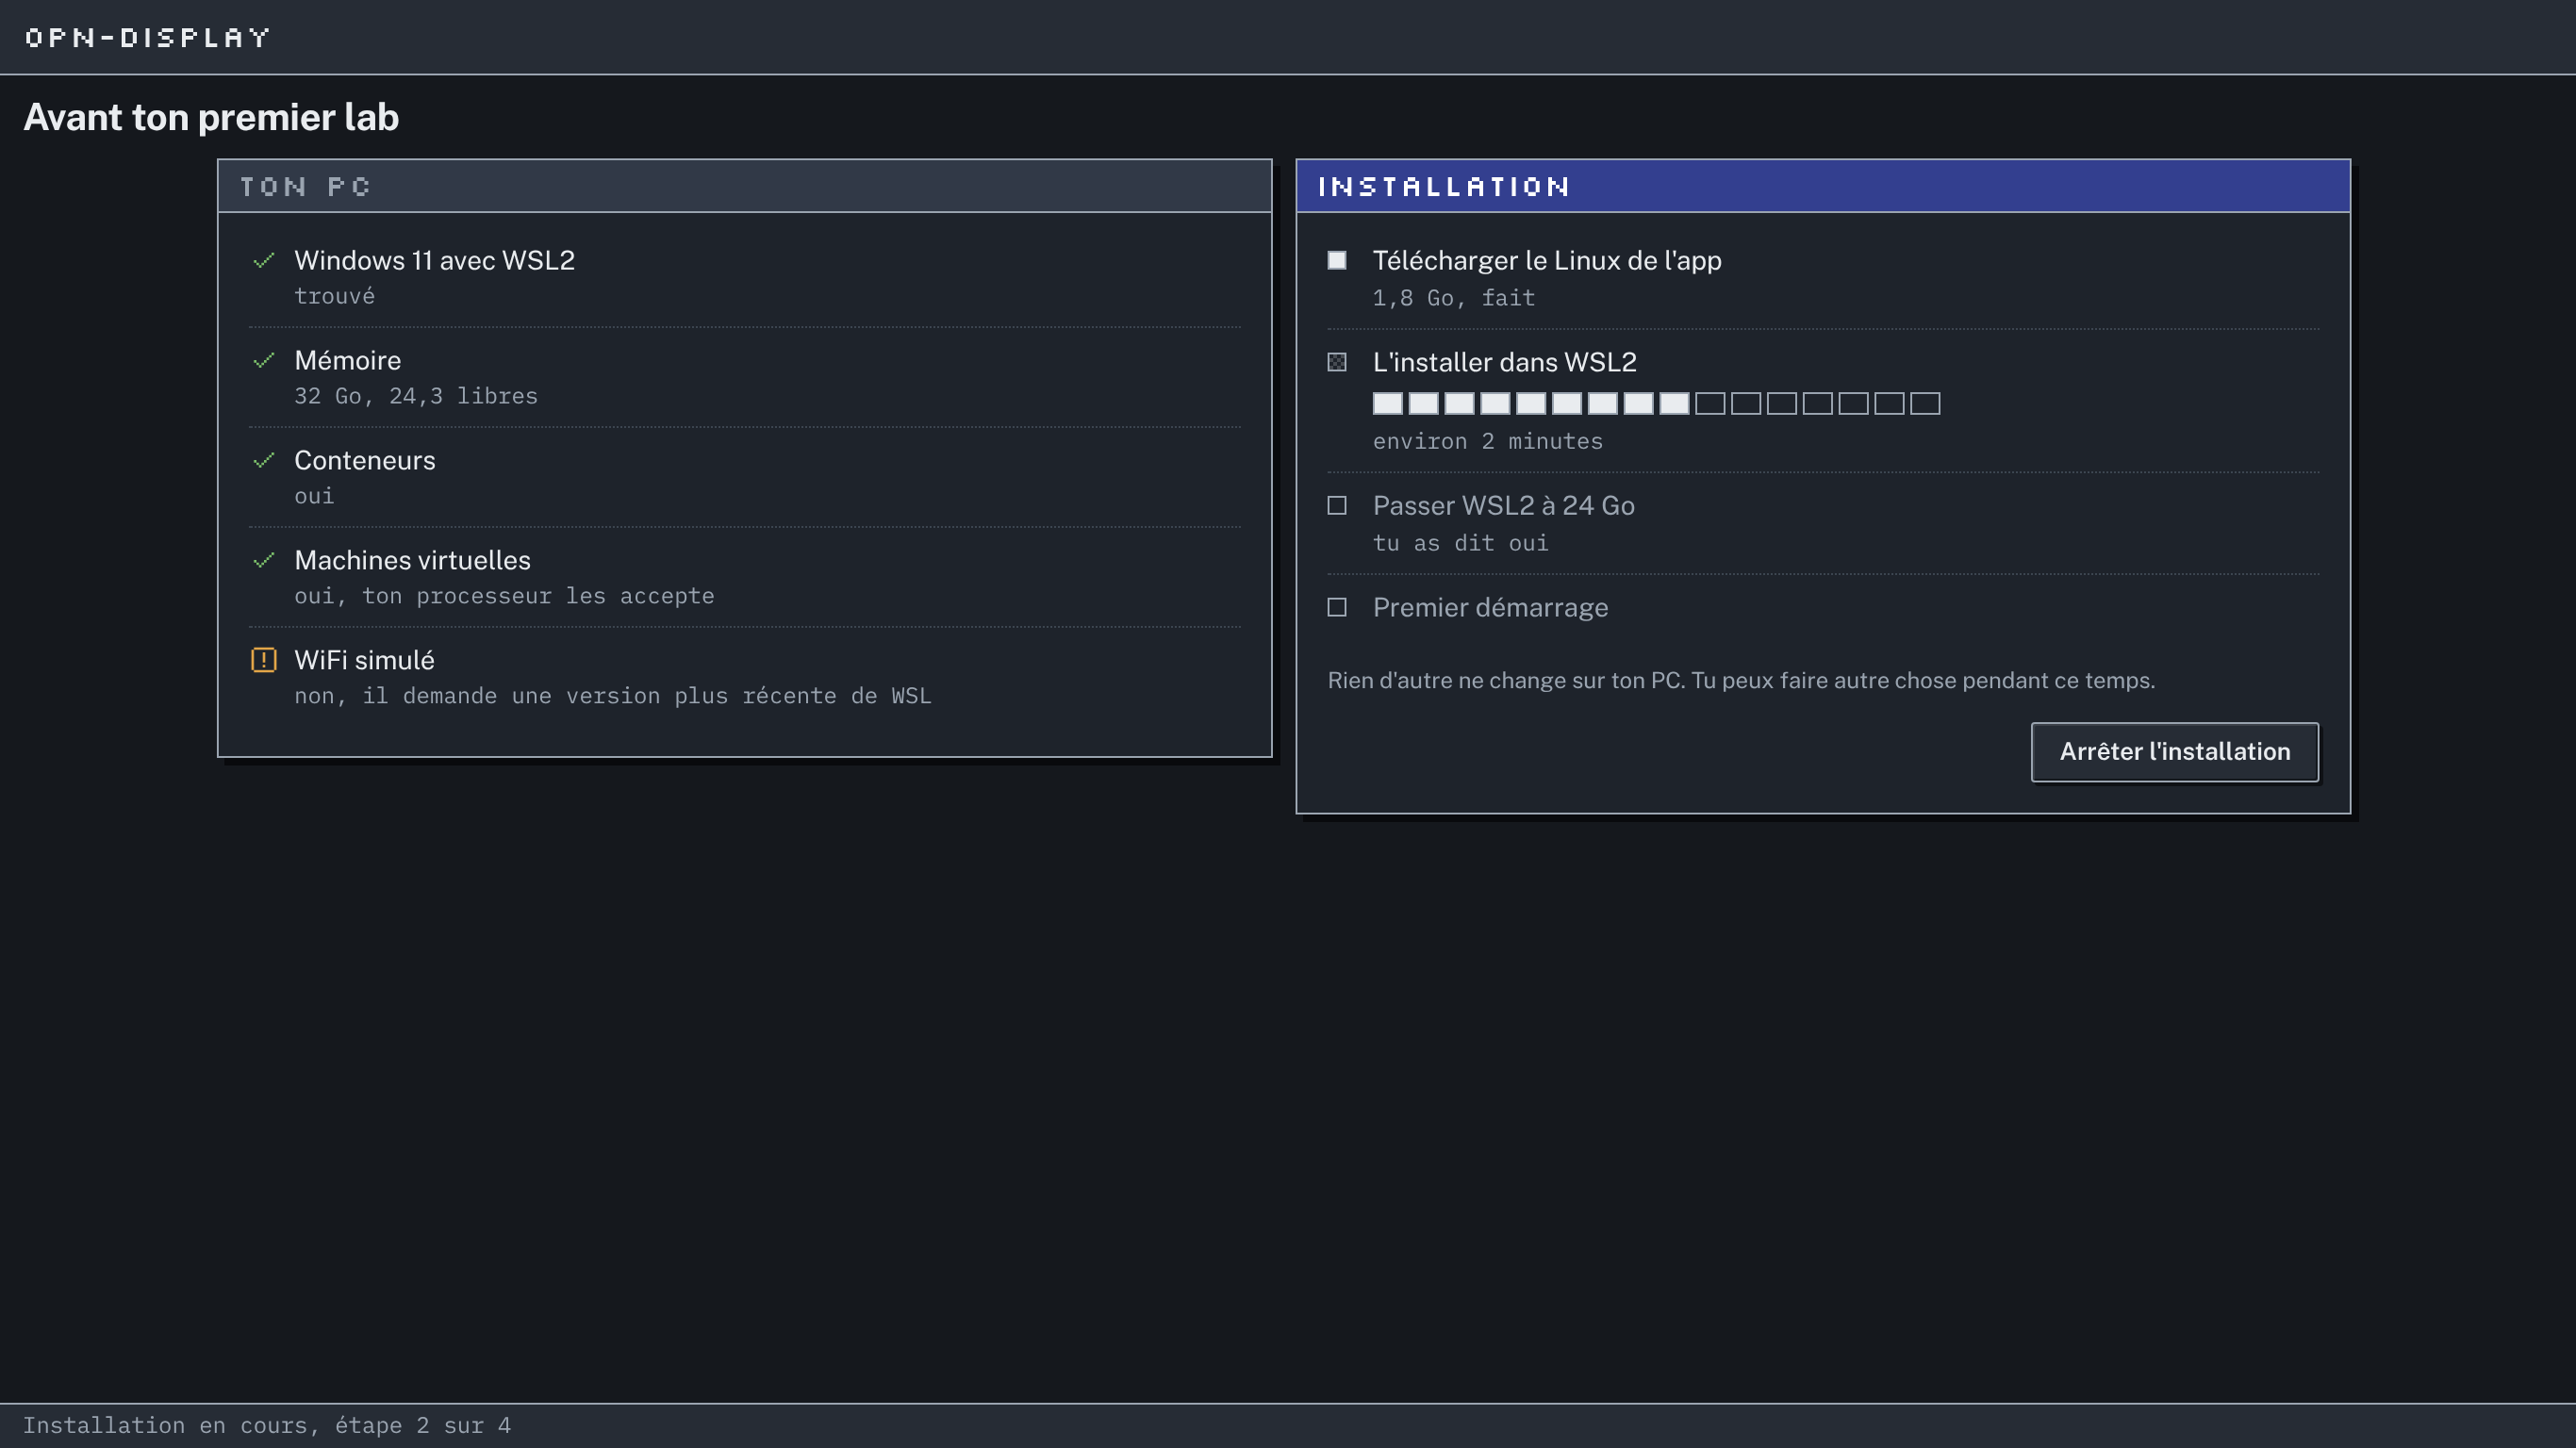 OPN-DISPLAY
Avant ton premier lab
TON PC
Windows 11 avec WSL2
trouvé
Mémoire
32 Go, 24,3 libres
Conteneurs
oui
Machines virtuelles
oui, ton processeur les accepte
WiFi simulé
non, il demande une version plus récente de WSL
INSTALLATION
Télécharger le Linux de l'app
1,8 Go, fait
L'installer dans WSL2
environ 2 minutes
Passer WSL2 à 24 Go
tu as dit oui
Premier démarrage
Rien d'autre ne change sur ton PC. Tu peux faire autre chose pendant ce temps.
Arrêter l'installation
Installation en cours, étape 2 sur 4